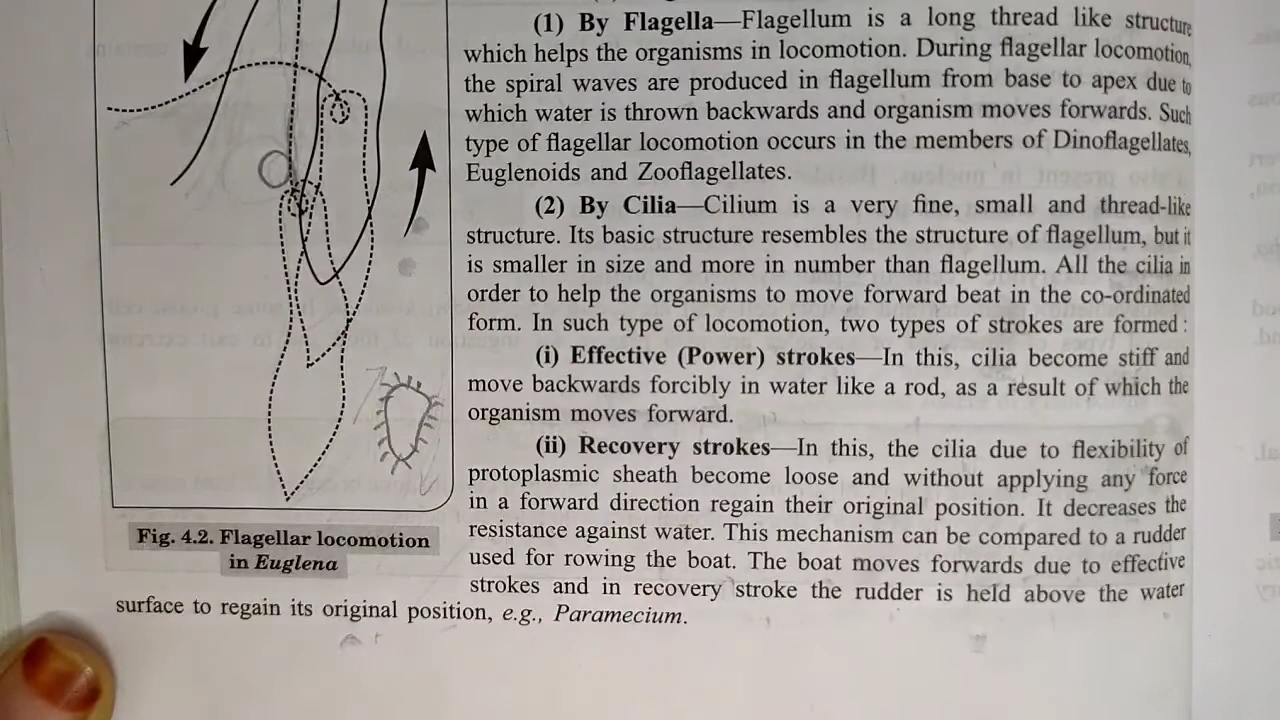 (1) By Flagella—Flagellum is a long thread like structure
which helps the organisms in locomotion. During flagellar locomotion,
the spiral waves are produced in flagellum from base to apex due to
which water is thrown backwards and organism moves forwards. Such
type of flagellar locomotion occurs in the members of Dinoflagellates,
Euglenoids and Zooflagellates.
(2) By Cilia—Cilium is a very fine, small and thread-like
structure. Its basic structure resembles the structure of flagellum, but it
is smaller in size and more in number than flagellum. All the cilia in
order to help the organisms to move forward beat in the co-ordinated
form. In such type of locomotion, two types of strokes are formed :
(i) Effective (Power) strokes—In this, cilia become stiff and
move backwards forcibly in water like a rod, as a result of which the
organism moves forward.
(ii) Recovery strokes—In this, the cilia due to flexibility of
protoplasmic sheath become loose and without applying any force
in a forward direction regain their original position. It decreases the
resistance against water. This mechanism can be compared to a rudder
used for rowing the boat. The boat moves forwards due to effective
strokes and in recovery stroke the rudder is held above the water
surface to regain its original position, e.g., Paramecium.
Fig. 4.2. Flagellar locomotion
in Euglena